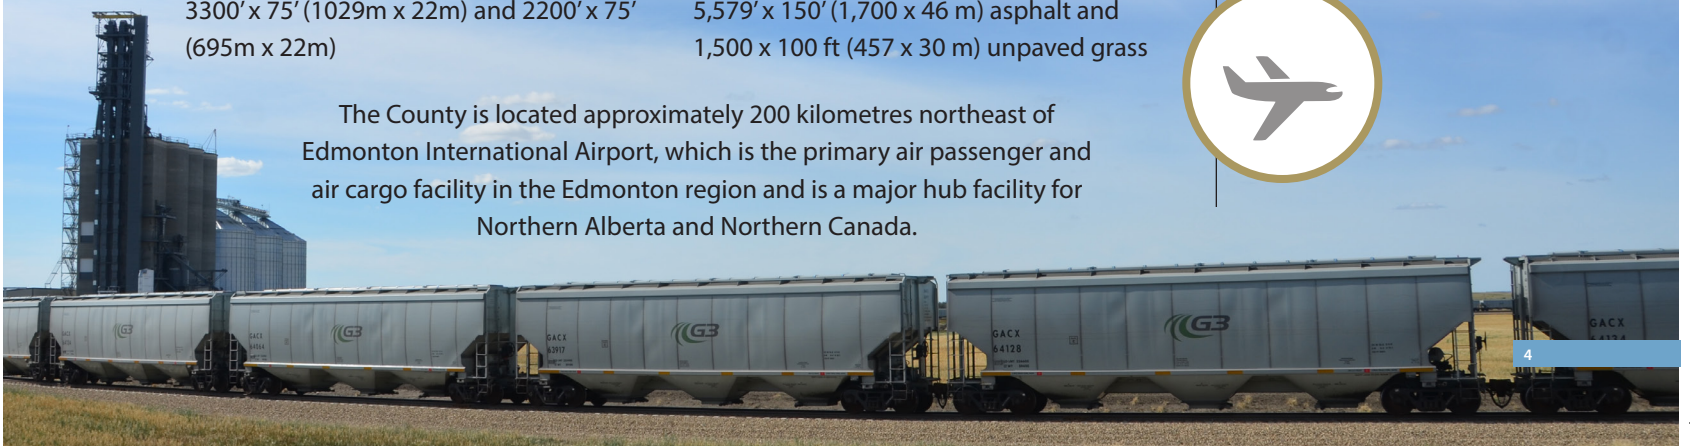 3300’ x 75’ (1029m x 22m) and 2200’ x 75’
(695m x 22m)
5,579’ x 150’ (1,700 x 46 m) asphalt and
1,500 x 100 ft (457 x 30 m) unpaved grass
The County is located approximately 200 kilometres northeast of
Edmonton International Airport, which is the primary air passenger and
air cargo facility in the Edmonton region and is a major hub facility for
Northern Alberta and Northern Canada.
G3
GACX
G3
G3
GACX
63917
G3
GACX
64128
GACX
4